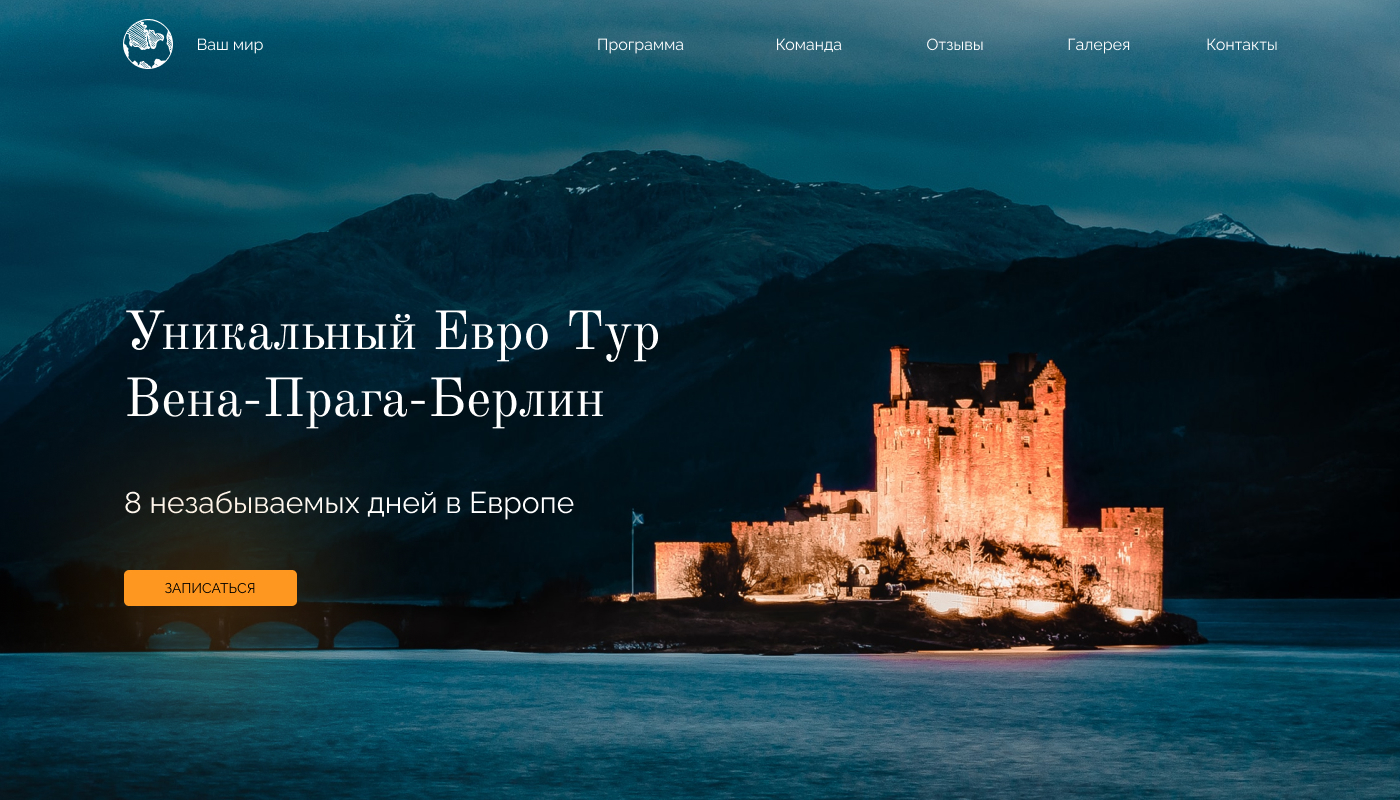 Ваш мир
Программа
Команда
Отзывы
Галерея
Контакты
Уникальный Евро Тур
Вена-Прага-Берлин
8 незабываемых дней в Европе
ЗАПИСАТЬСЯ